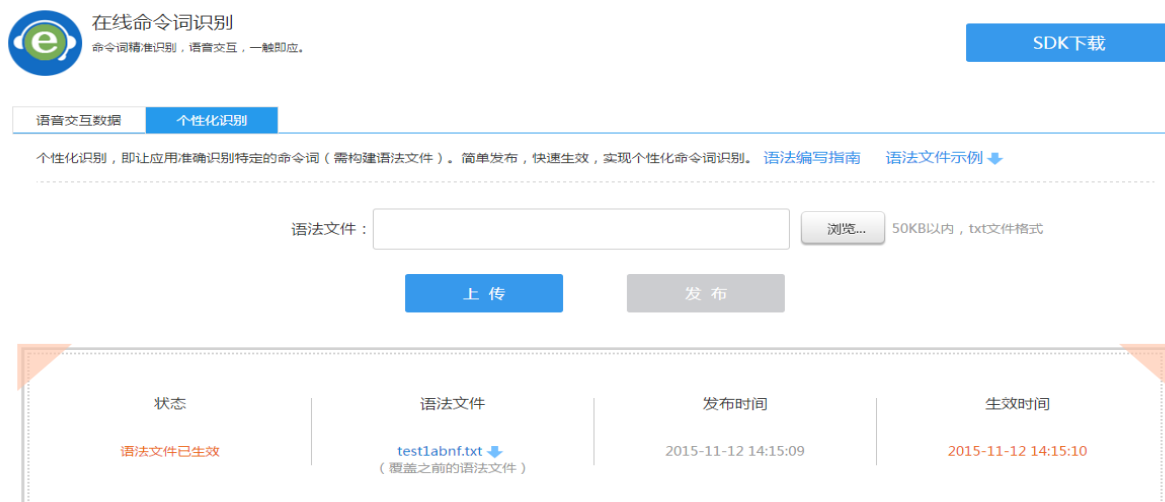 在线命令词识别
命令词精准识别，语音交互，一触即应。
SDK下载
语音交互数据
个性化识别
个性化识别，即让应用准确识别特定的命令词（需构建语法文件）。简单发布，快速生效，实现个性化命令词识别。 语法编写指南 语法文件示例
语法文件：
浏览... 50KB以内，txt文件格式
上 传
发 布
状态 语法文件 发布时间 生效时间
语法文件已生效 test1abnf.txt 2015-11-12 14:15:09 2015-11-12 14:15:10
（覆盖之前的语法文件）